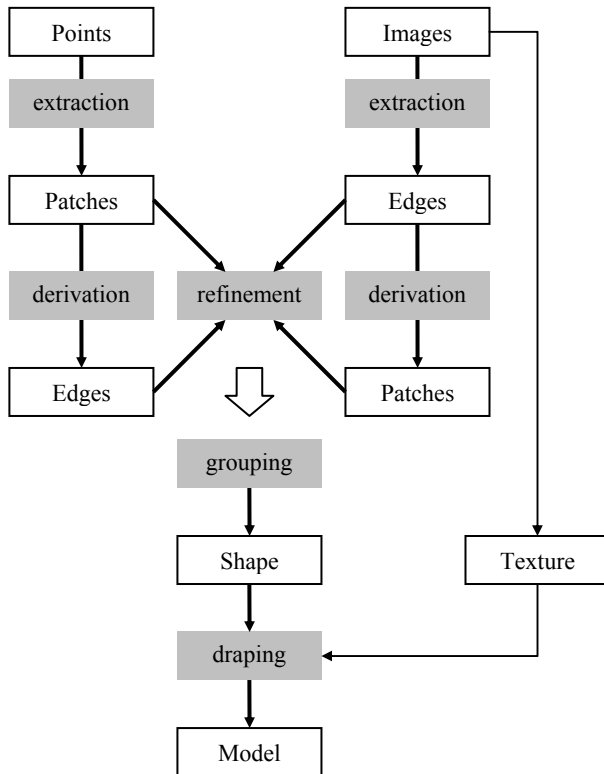 Points
Images
extraction
extraction
Patches
Edges
derivation
refinement
derivation
Edges
Patches
grouping
Shape
Texture
draping
Model